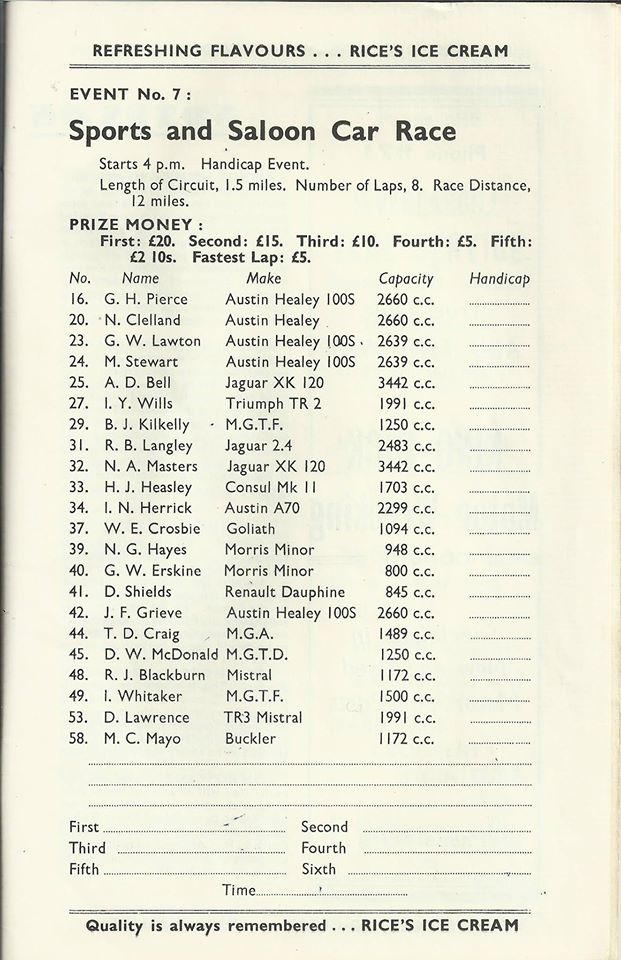 REFRESHING FLAVOURS . . . RICE'S ICE CREAM
EVENT No. 7 :
Sports and Saloon Car Race
Starts 4 p.m. Handicap Event.
Length of Circuit, 1.5 miles. Number of Laps, 8. Race Distance,
12 miles.
PRIZE MONEY :
First: £20. Second: £15. Third: £10. Fourth: £5. Fifth:
£2 10s. Fastest Lap: £5.
No. Name Make Capacity Handicap
16. G. H. Pierce Austin Healey 100S 2660 c.c.
20. N. Clelland Austin Healey 2660 c.c.
23. G. W. Lawton Austin Healey 100S 2639 c.c.
24. M. Stewart Austin Healey 100S 2639 c.c.
25. A. D. Bell Jaguar XK 120 3442 c.c.
27. I. Y. Wills Triumph TR 2 1991 c.c.
29. B. J. Kilkelly M.G.T.F. 1250 c.c.
31. R. B. Langley Jaguar 2.4 2483 c.c.
32. N. A. Masters Jaguar XK 120 3442 c.c.
33. H. J. Heasley Consul Mk II 1703 c.c.
34. I. N. Herrick Austin A70 2299 c.c.
37. W. E. Crosbie Goliath 1094 c.c.
39. N. G. Hayes Morris Minor 948 c.c.
40. G. W. Erskine Morris Minor 800 c.c.
41. D. Shields Renault Dauphine 845 c.c.
42. J. F. Grieve Austin Healey 100S 2660 c.c.
44. T. D. Craig M.G.A. 1489 c.c.
45. D. W. McDonald M.G.T.D. 1250 c.c.
48. R. J. Blackburn Mistral 1172 c.c.
49. I. Whitaker M.G.T.F. 1500 c.c.
53. D. Lawrence TR3 Mistral 1991 c.c.
58. M. C. Mayo Buckler 1172 c.c.
First Second
Third Fourth
Fifth Sixth
Time
Quality is always remembered . . . RICE'S ICE CREAM